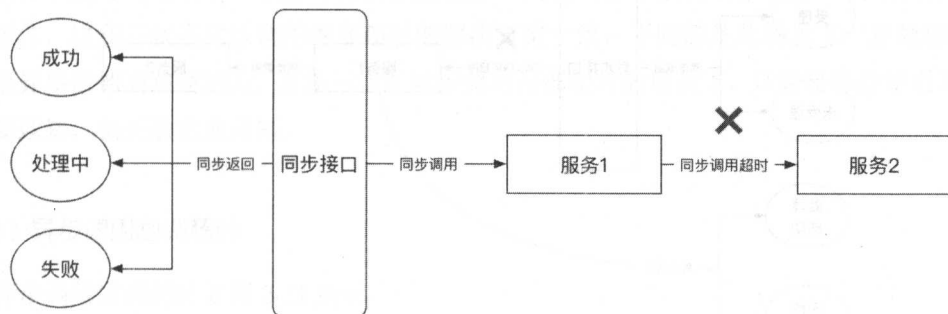 成功
处理中
失败
同步返回
同步接口
同步调用
服务1
同步调用超时
服务2